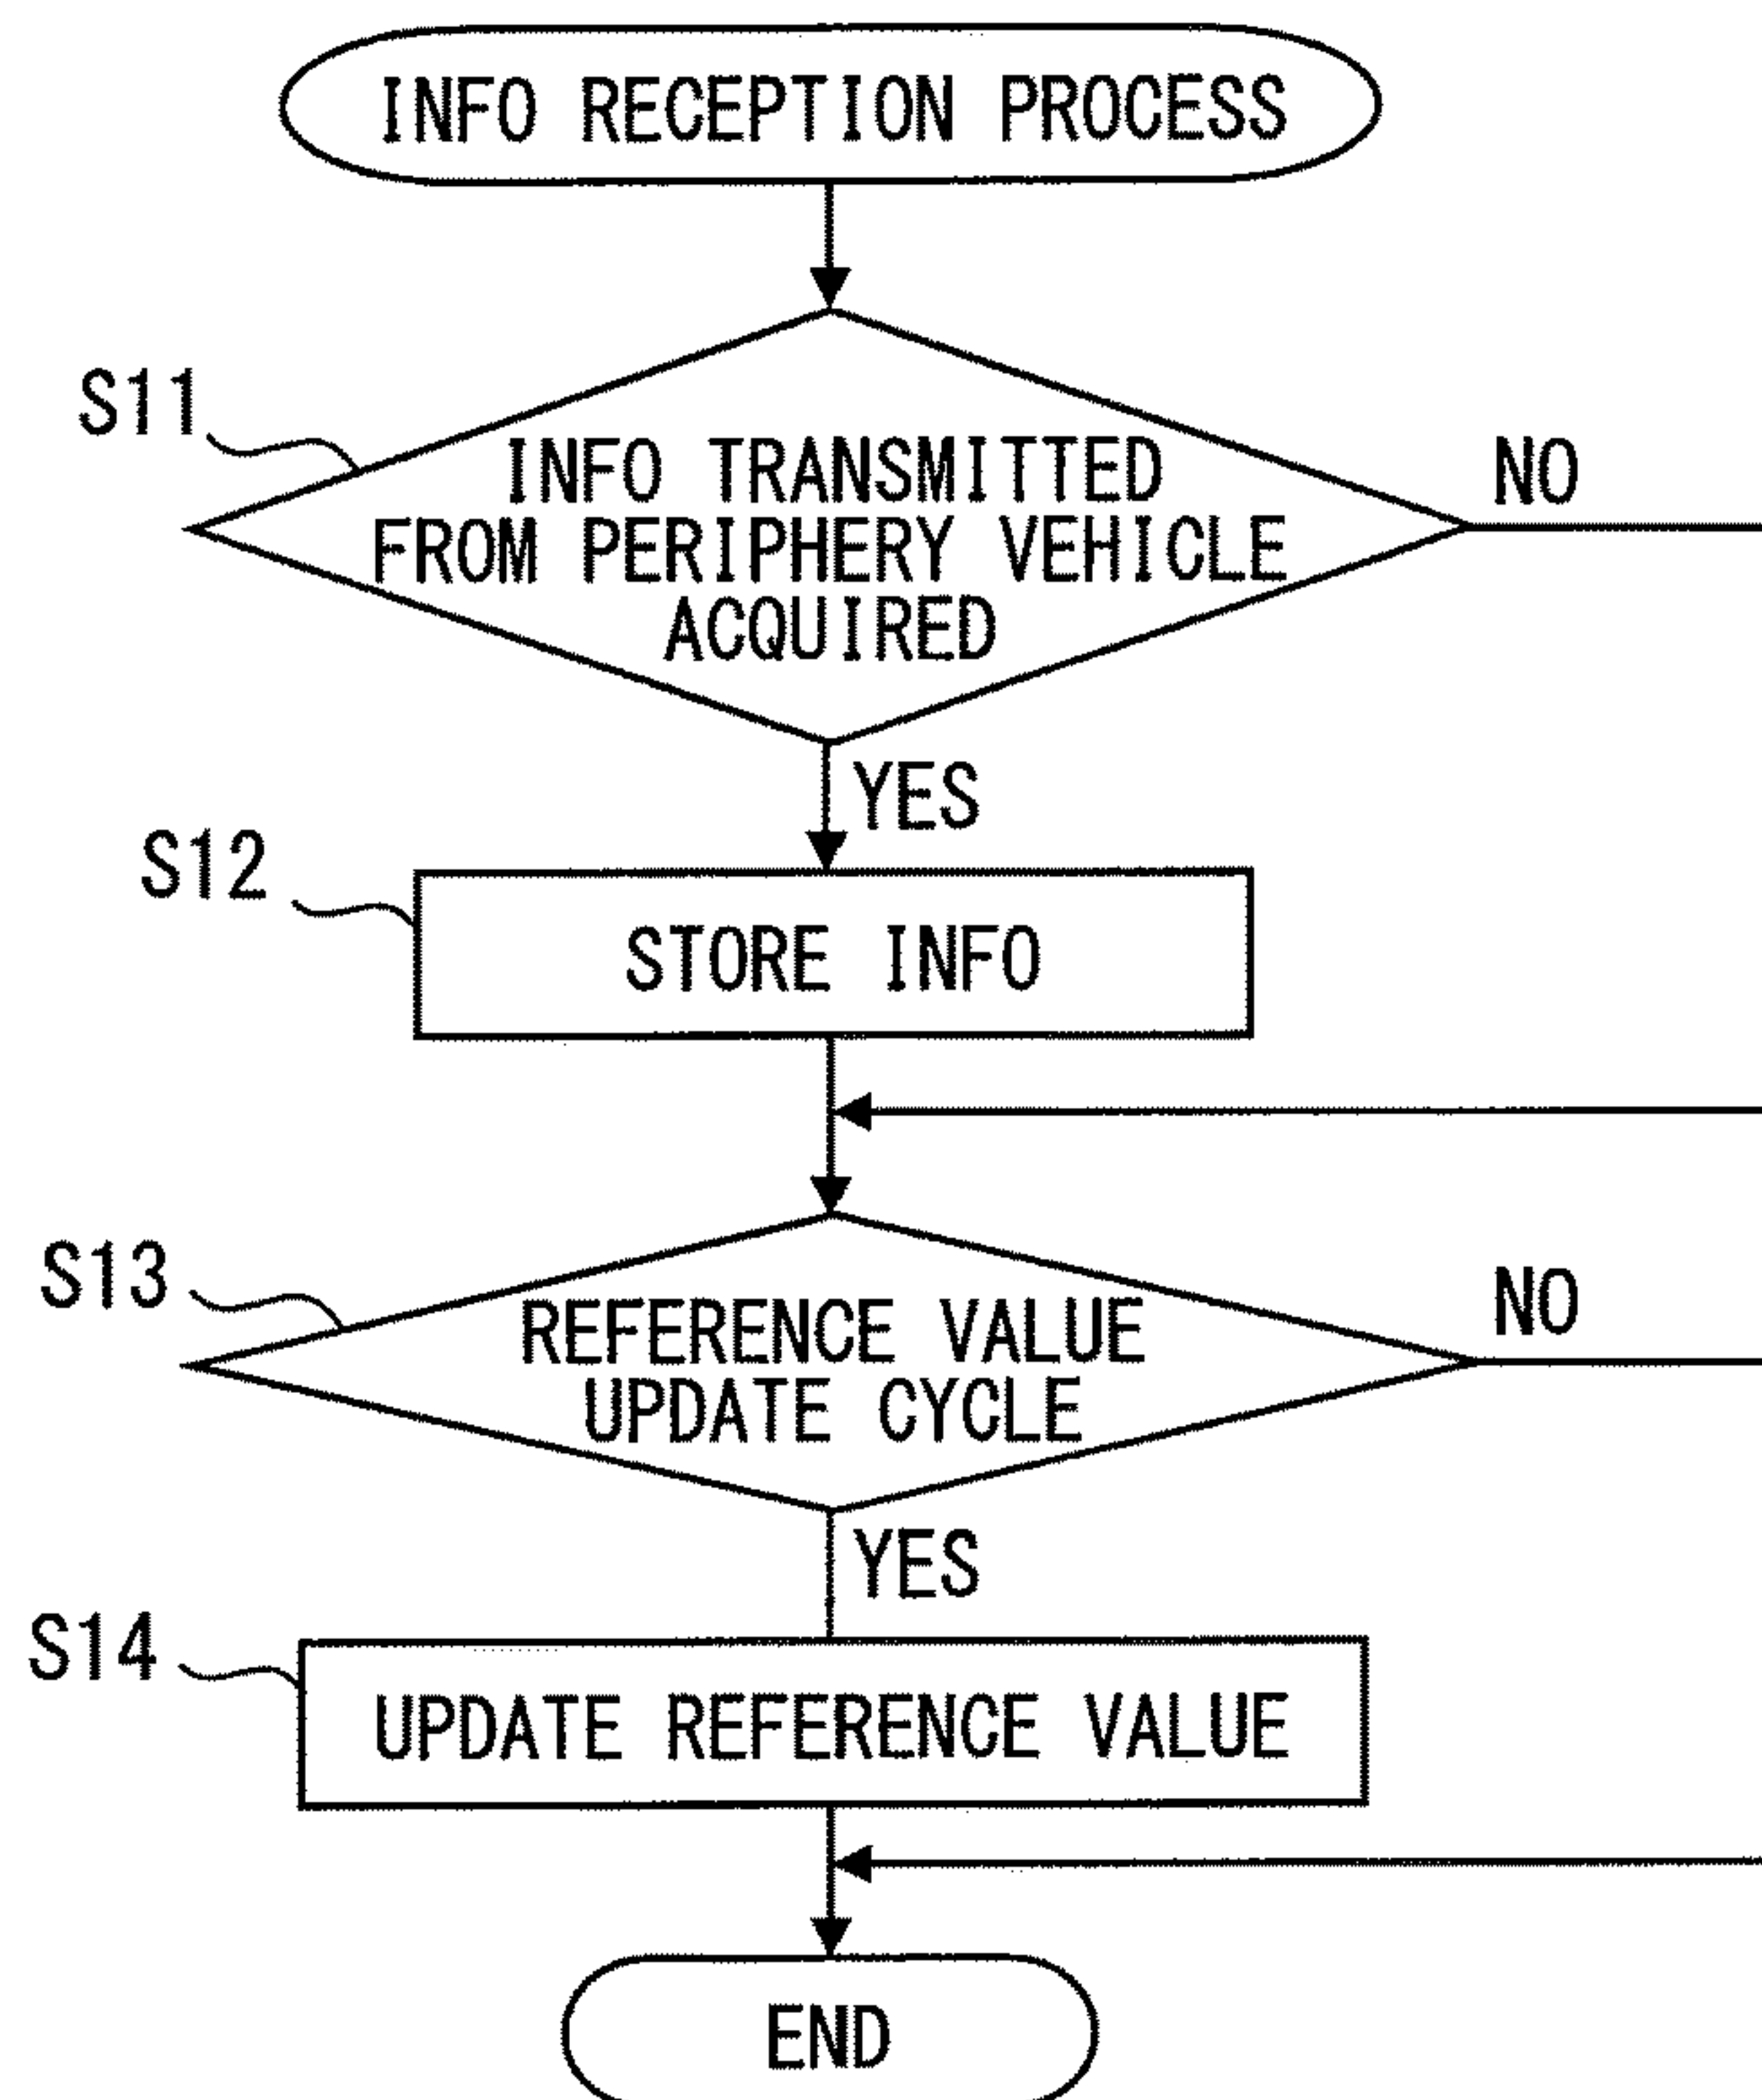 INFO RECEPTION PROCESS
S11
INFO TRANSMITTED
FROM PERIPHERY VEHICLE
ACQUIRED
NO
YES
S12
STORE INFO
S13
REFERENCE VALUE
UPDATE CYCLE
NO
YES
S14
UPDATE REFERENCE VALUE
END